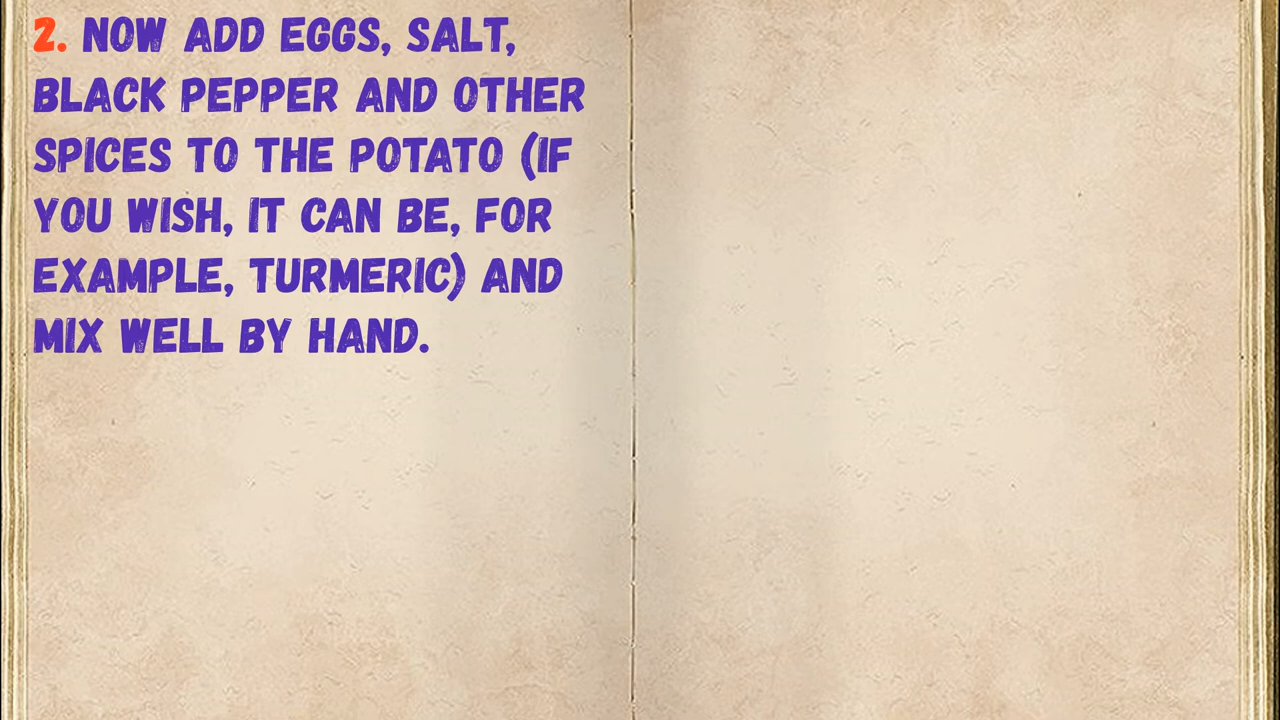 2. NOW ADD EGGS, SALT,
BLACK PEPPER AND OTHER
SPICES TO THE POTATO (IF
YOU WISH, IT CAN BE, FOR
EXAMPLE, TURMERIC) AND
MIX WELL BY HAND.